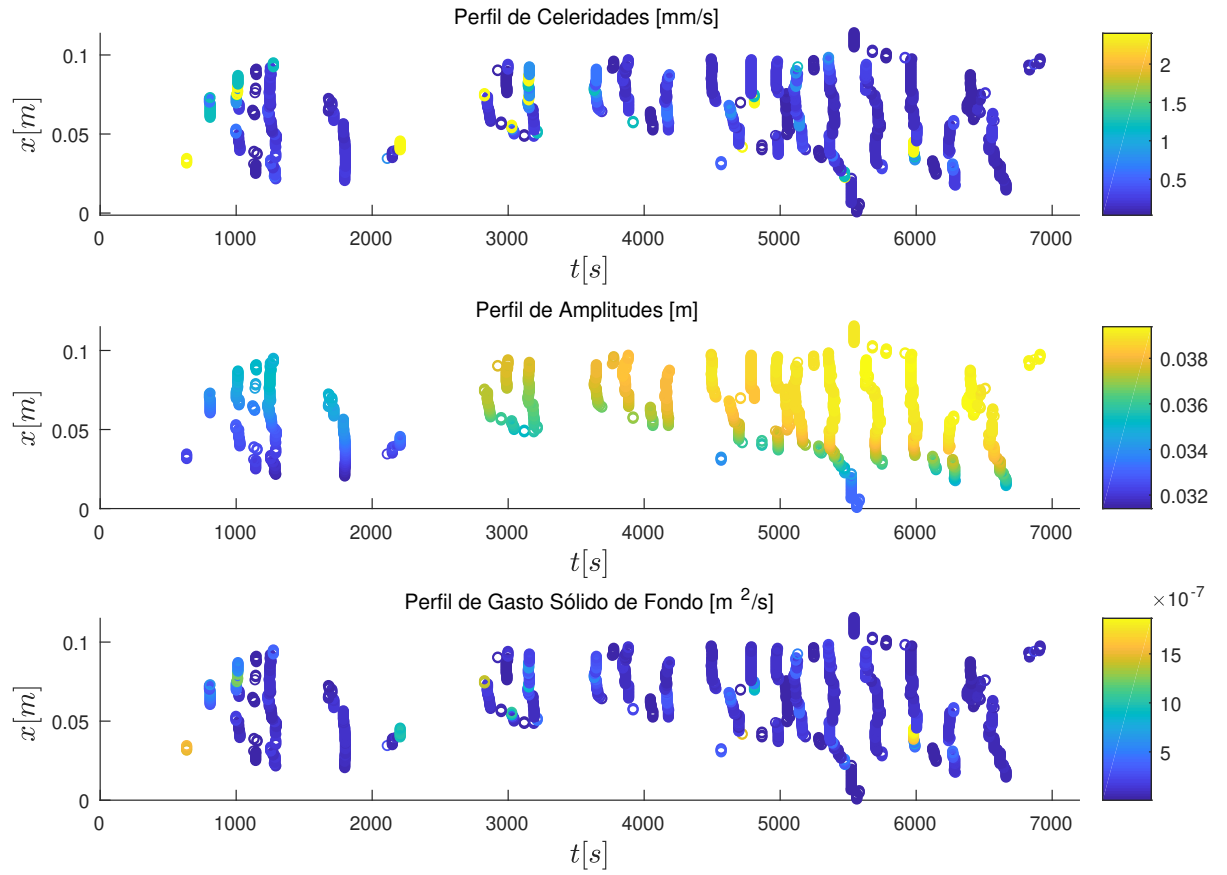 Perfil de Celeridades [mm/s]
0.1
0.05
0
x[m]
0 1000 2000 3000 4000 5000 6000 7000
t[s]
2
1.5
1
0.5
Perfil de Amplitudes [m]
0.1
0.05
0
x[m]
0 1000 2000 3000 4000 5000 6000 7000
t[s]
0.038
0.036
0.034
0.032
Perfil de Gasto Sólido de Fondo [m ²/s]
0.1
0.05
0
x[m]
0 1000 2000 3000 4000 5000 6000 7000
t[s]
×10⁻⁷
15
10
5